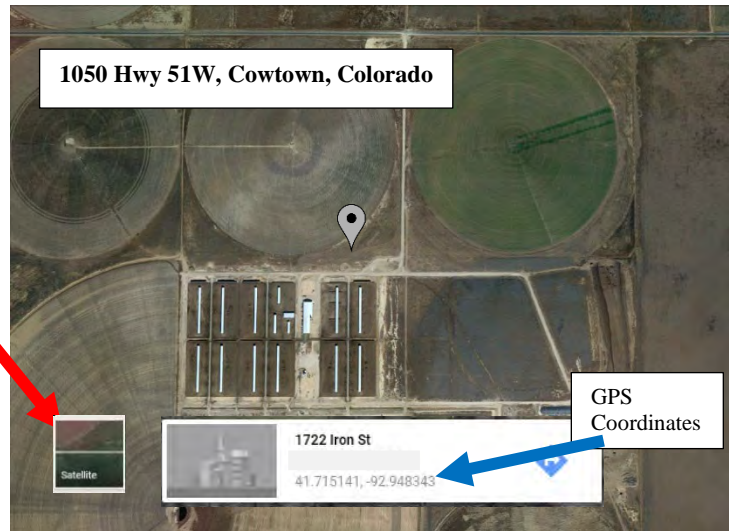 1050 Hwy 51W, Cowtown, Colorado
GPS
Coordinates
1722 Iron St
41.715141, -92.948343
Satellite